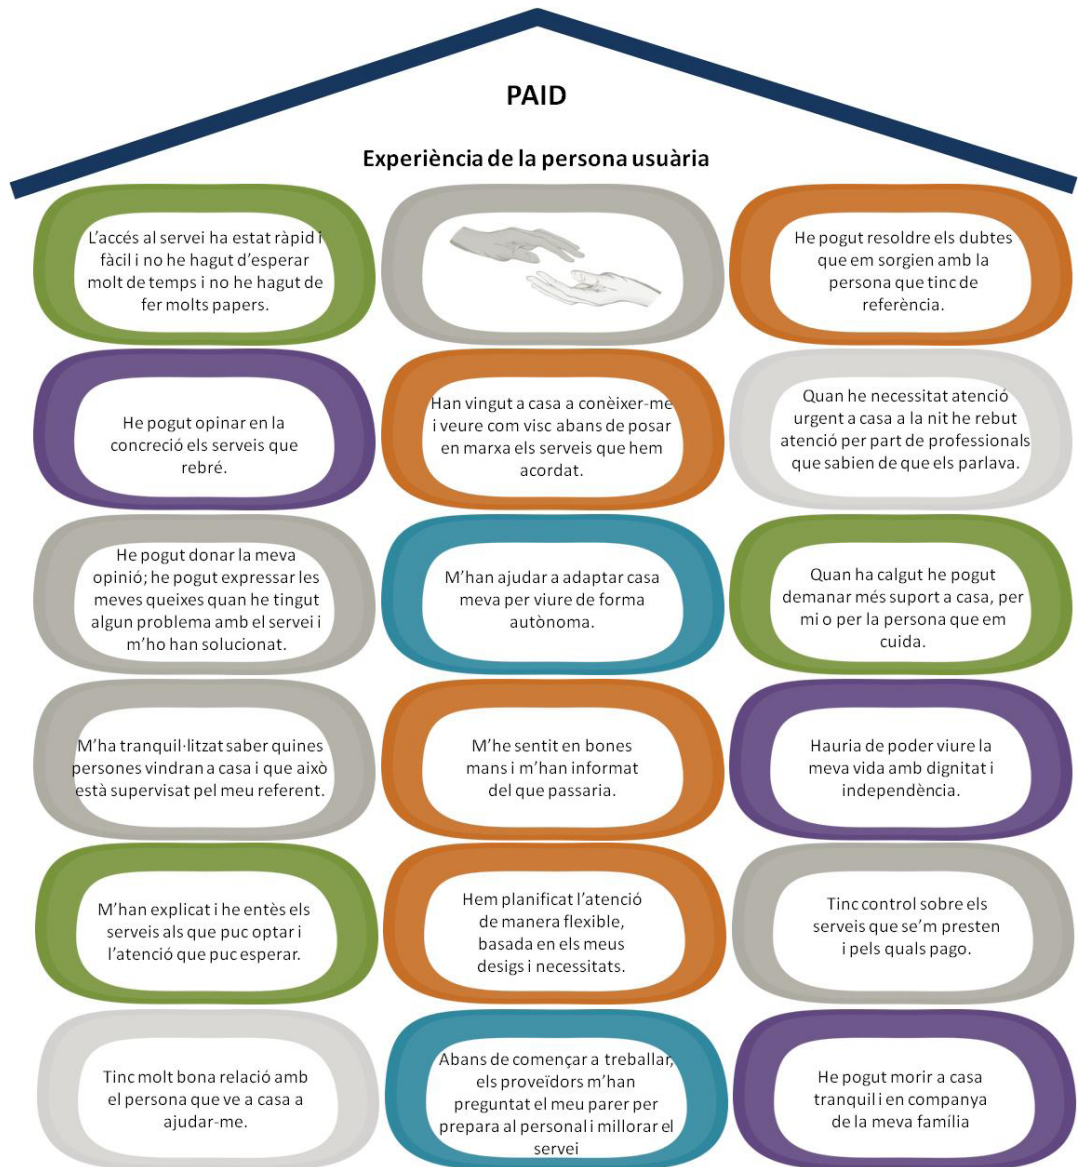 PAID
Experiència de la persona usuària
L'accés al servei ha estat ràpid i
fàcil i no he hagut d'esperar
molt de temps i no he hagut de
fer molts papers.
He pogut resoldre els dubtes
que em sorgien amb la
persona que tinc de
referència.
He pogut opinar en la
concreció els serveis que
rebré.
Han vingut a casa a conèixer-me
i veure com visc abans de posar
en marxa els serveis que hem
acordat.
Quan he necessitat atenció
urgent a casa a la nit he rebut
atenció per part de professionals
que sabien de que els parlava.
He pogut donar la meva
opinió; he pogut expressar les
meves queixes quan he tingut
algun problema amb el servei i
m'ho han solucionat.
M'han ajudar a adaptar casa
meva per viure de forma
autònoma.
Quan ha calgut he pogut
demanar més suport a casa, per
mi o per la persona que em
cuida.
M'ha tranquil·litzat saber quines
persones vindran a casa i que això
està supervisat pel meu referent.
M'he sentit en bones
mans i m'han informat
del que passaria.
Hauria de poder viure la
meva vida amb dignitat i
independència.
M'han explicat i he entès els
serveis als que puc optar i
l'atenció que puc esperar.
Hem planificat l'atenció
de manera flexible,
basada en els meus
desigs i necessitats.
Tinc control sobre els
serveis que se'm presten
i pels quals pago.
Tinc molt bona relació amb
el persona que ve a casa a
ajudar-me.
Abans de començar a treballar,
els proveïdors m'han
preguntat el meu parer per
prepara al personal i millorar el
servei
He pogut morir a casa
tranquil i en companya
de la meva família